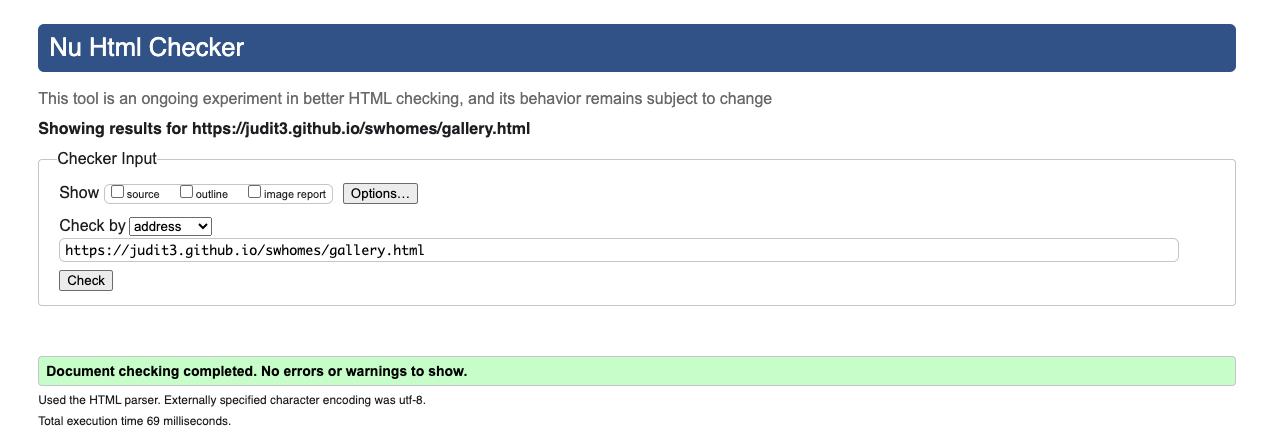 Nu Html Checker
This tool is an ongoing experiment in better HTML checking, and its behavior remains subject to change
Showing results for https://judit3.github.io/swhomes/gallery.html
Checker Input
Show source outline image report Options...
Check by address
https://judit3.github.io/swhomes/gallery.html
Check
Document checking completed. No errors or warnings to show.
Used the HTML parser. Externally specified character encoding was utf-8.
Total execution time 69 milliseconds.